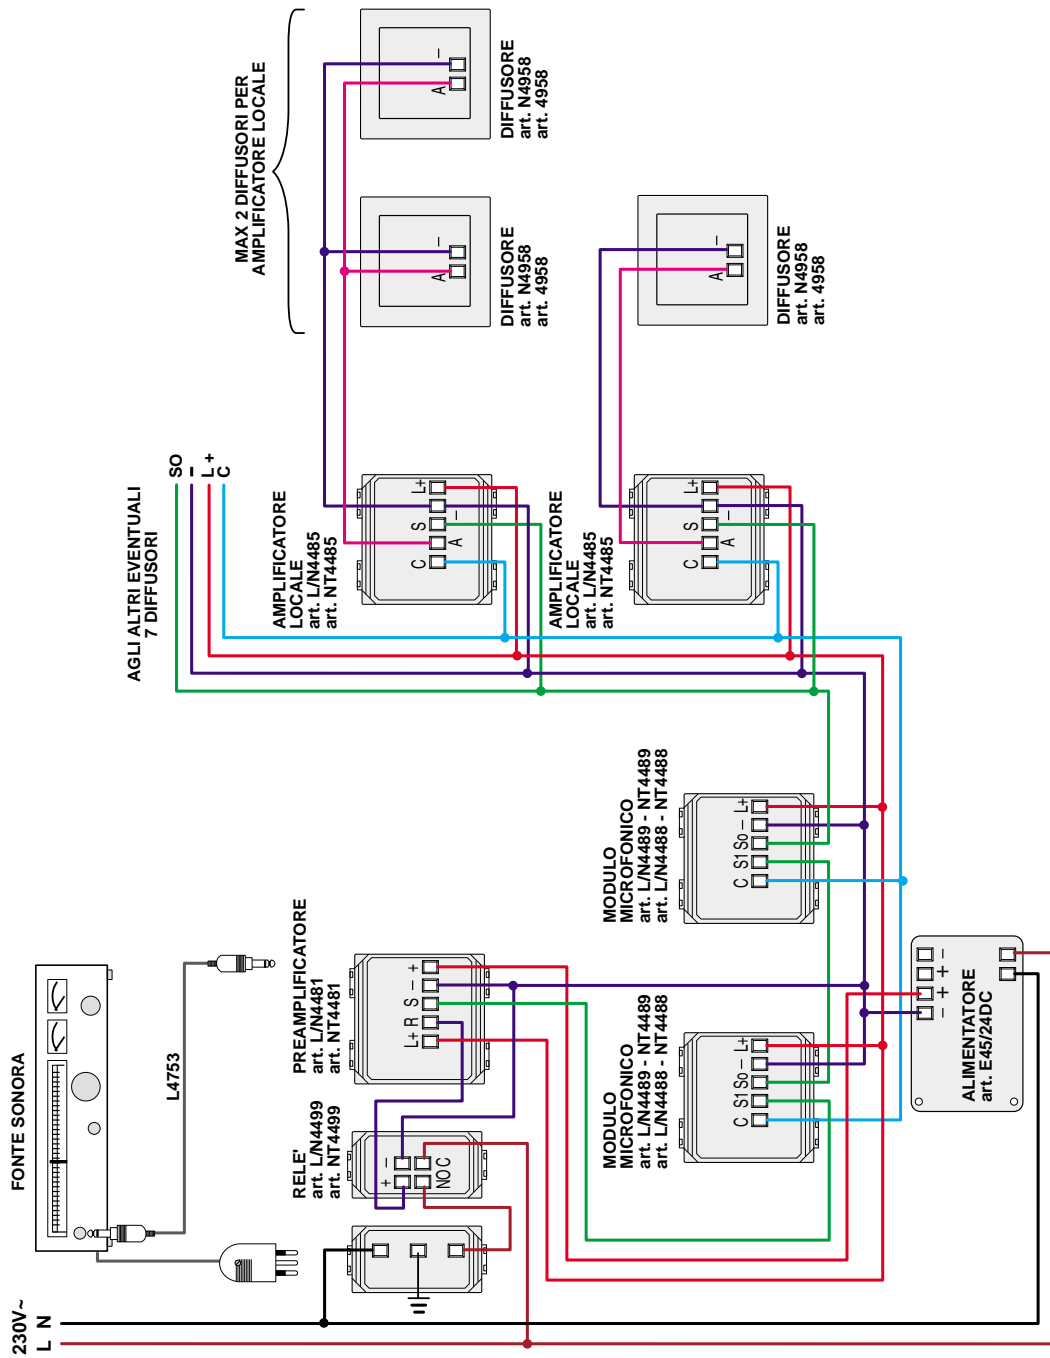 230V~
L
N
FONTE SONORA
L4753
RELE'
art. L/N4499
art. NT4499
+ −
NO C
PREAMPLIFICATORE
art. L/N4481
art. NT4481
L+ R S − +
MODULO
MICROFONICO
art. L/N4489 - NT4489
art. L/N4488 - NT4488
C S1 So − L+
MODULO
MICROFONICO
art. L/N4489 - NT4489
art. L/N4488 - NT4488
C S1 So − L+
ALIMENTATORE
art. E45/24DC
− + + −
AGLI ALTRI EVENTUALI
7 DIFFUSORI
SO
−
L+
C
AMPLIFICATORE
LOCALE
art. L/N4485
art. NT4485
C A S − L+
AMPLIFICATORE
LOCALE
art. L/N4485
art. NT4485
C A S − L+
MAX 2 DIFFUSORI PER
AMPLIFICATORE LOCALE
A −
DIFFUSORE
art. N4958
art. 4958
A −
DIFFUSORE
art. N4958
art. 4958
A −
DIFFUSORE
art. N4958
art. 4958